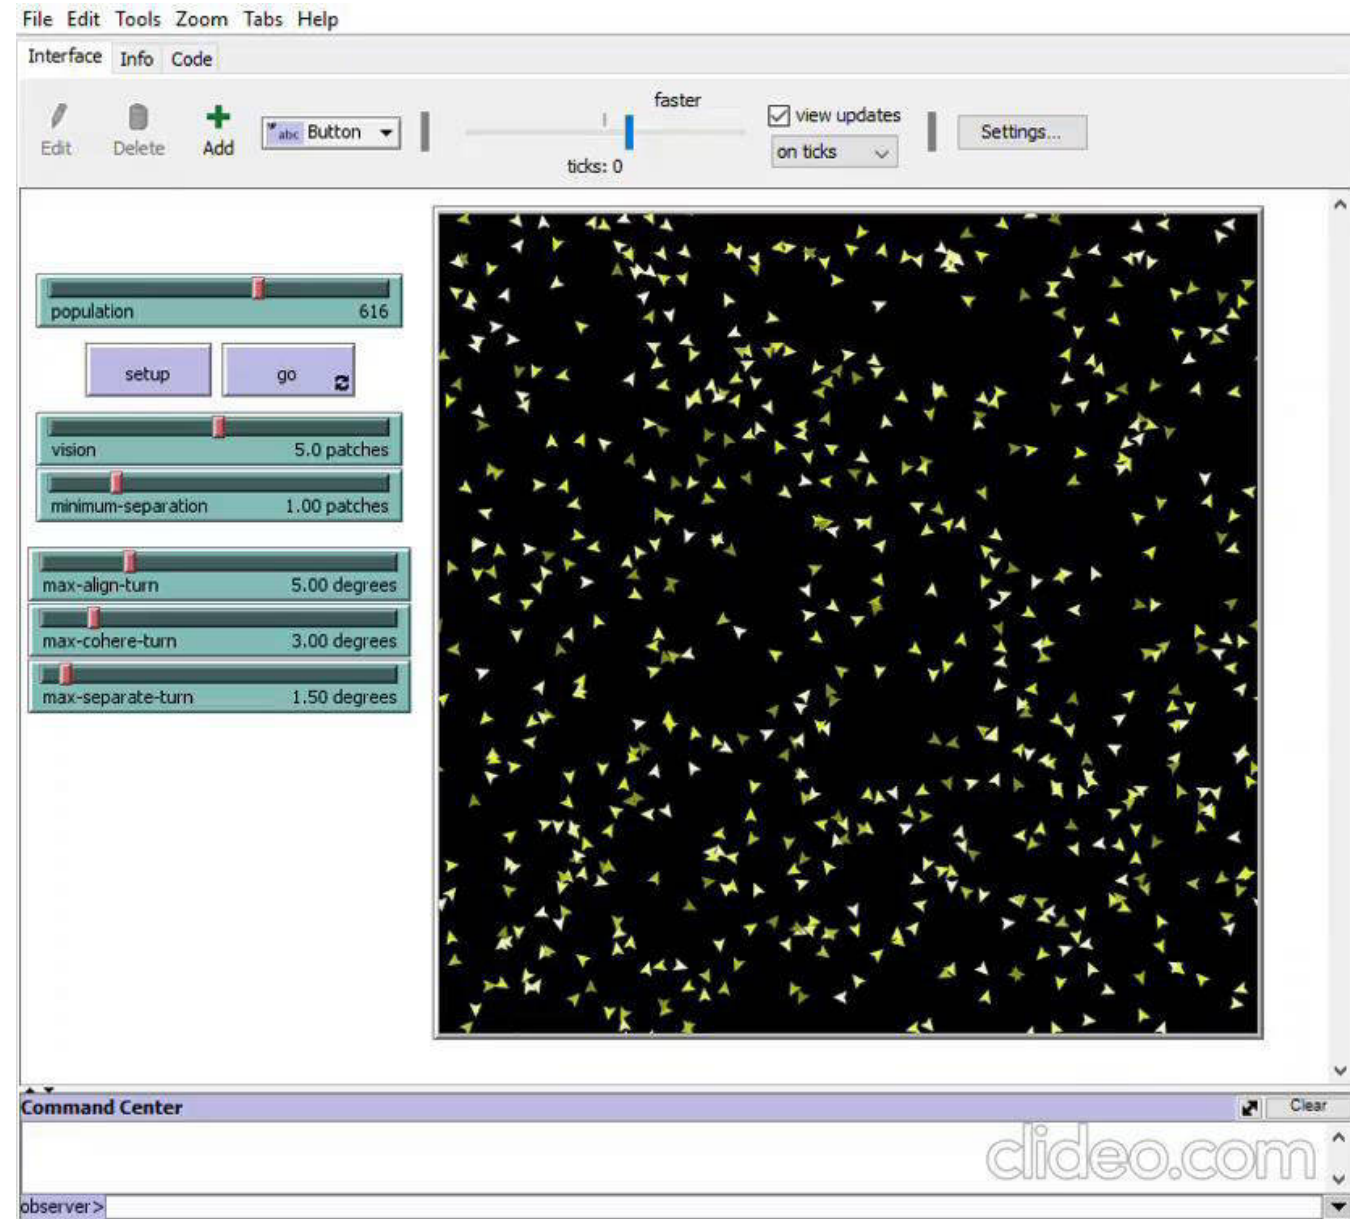 File Edit Tools Zoom Tabs Help
Interface Info Code
Edit Delete Add abc Button faster ticks: 0 view updates on ticks Settings...
population 616
setup go
vision 5.0 patches
minimum-separation 1.00 patches
max-align-turn 5.00 degrees
max-cohere-turn 3.00 degrees
max-separate-turn 1.50 degrees
Command Center Clear
clideo.com
observer>